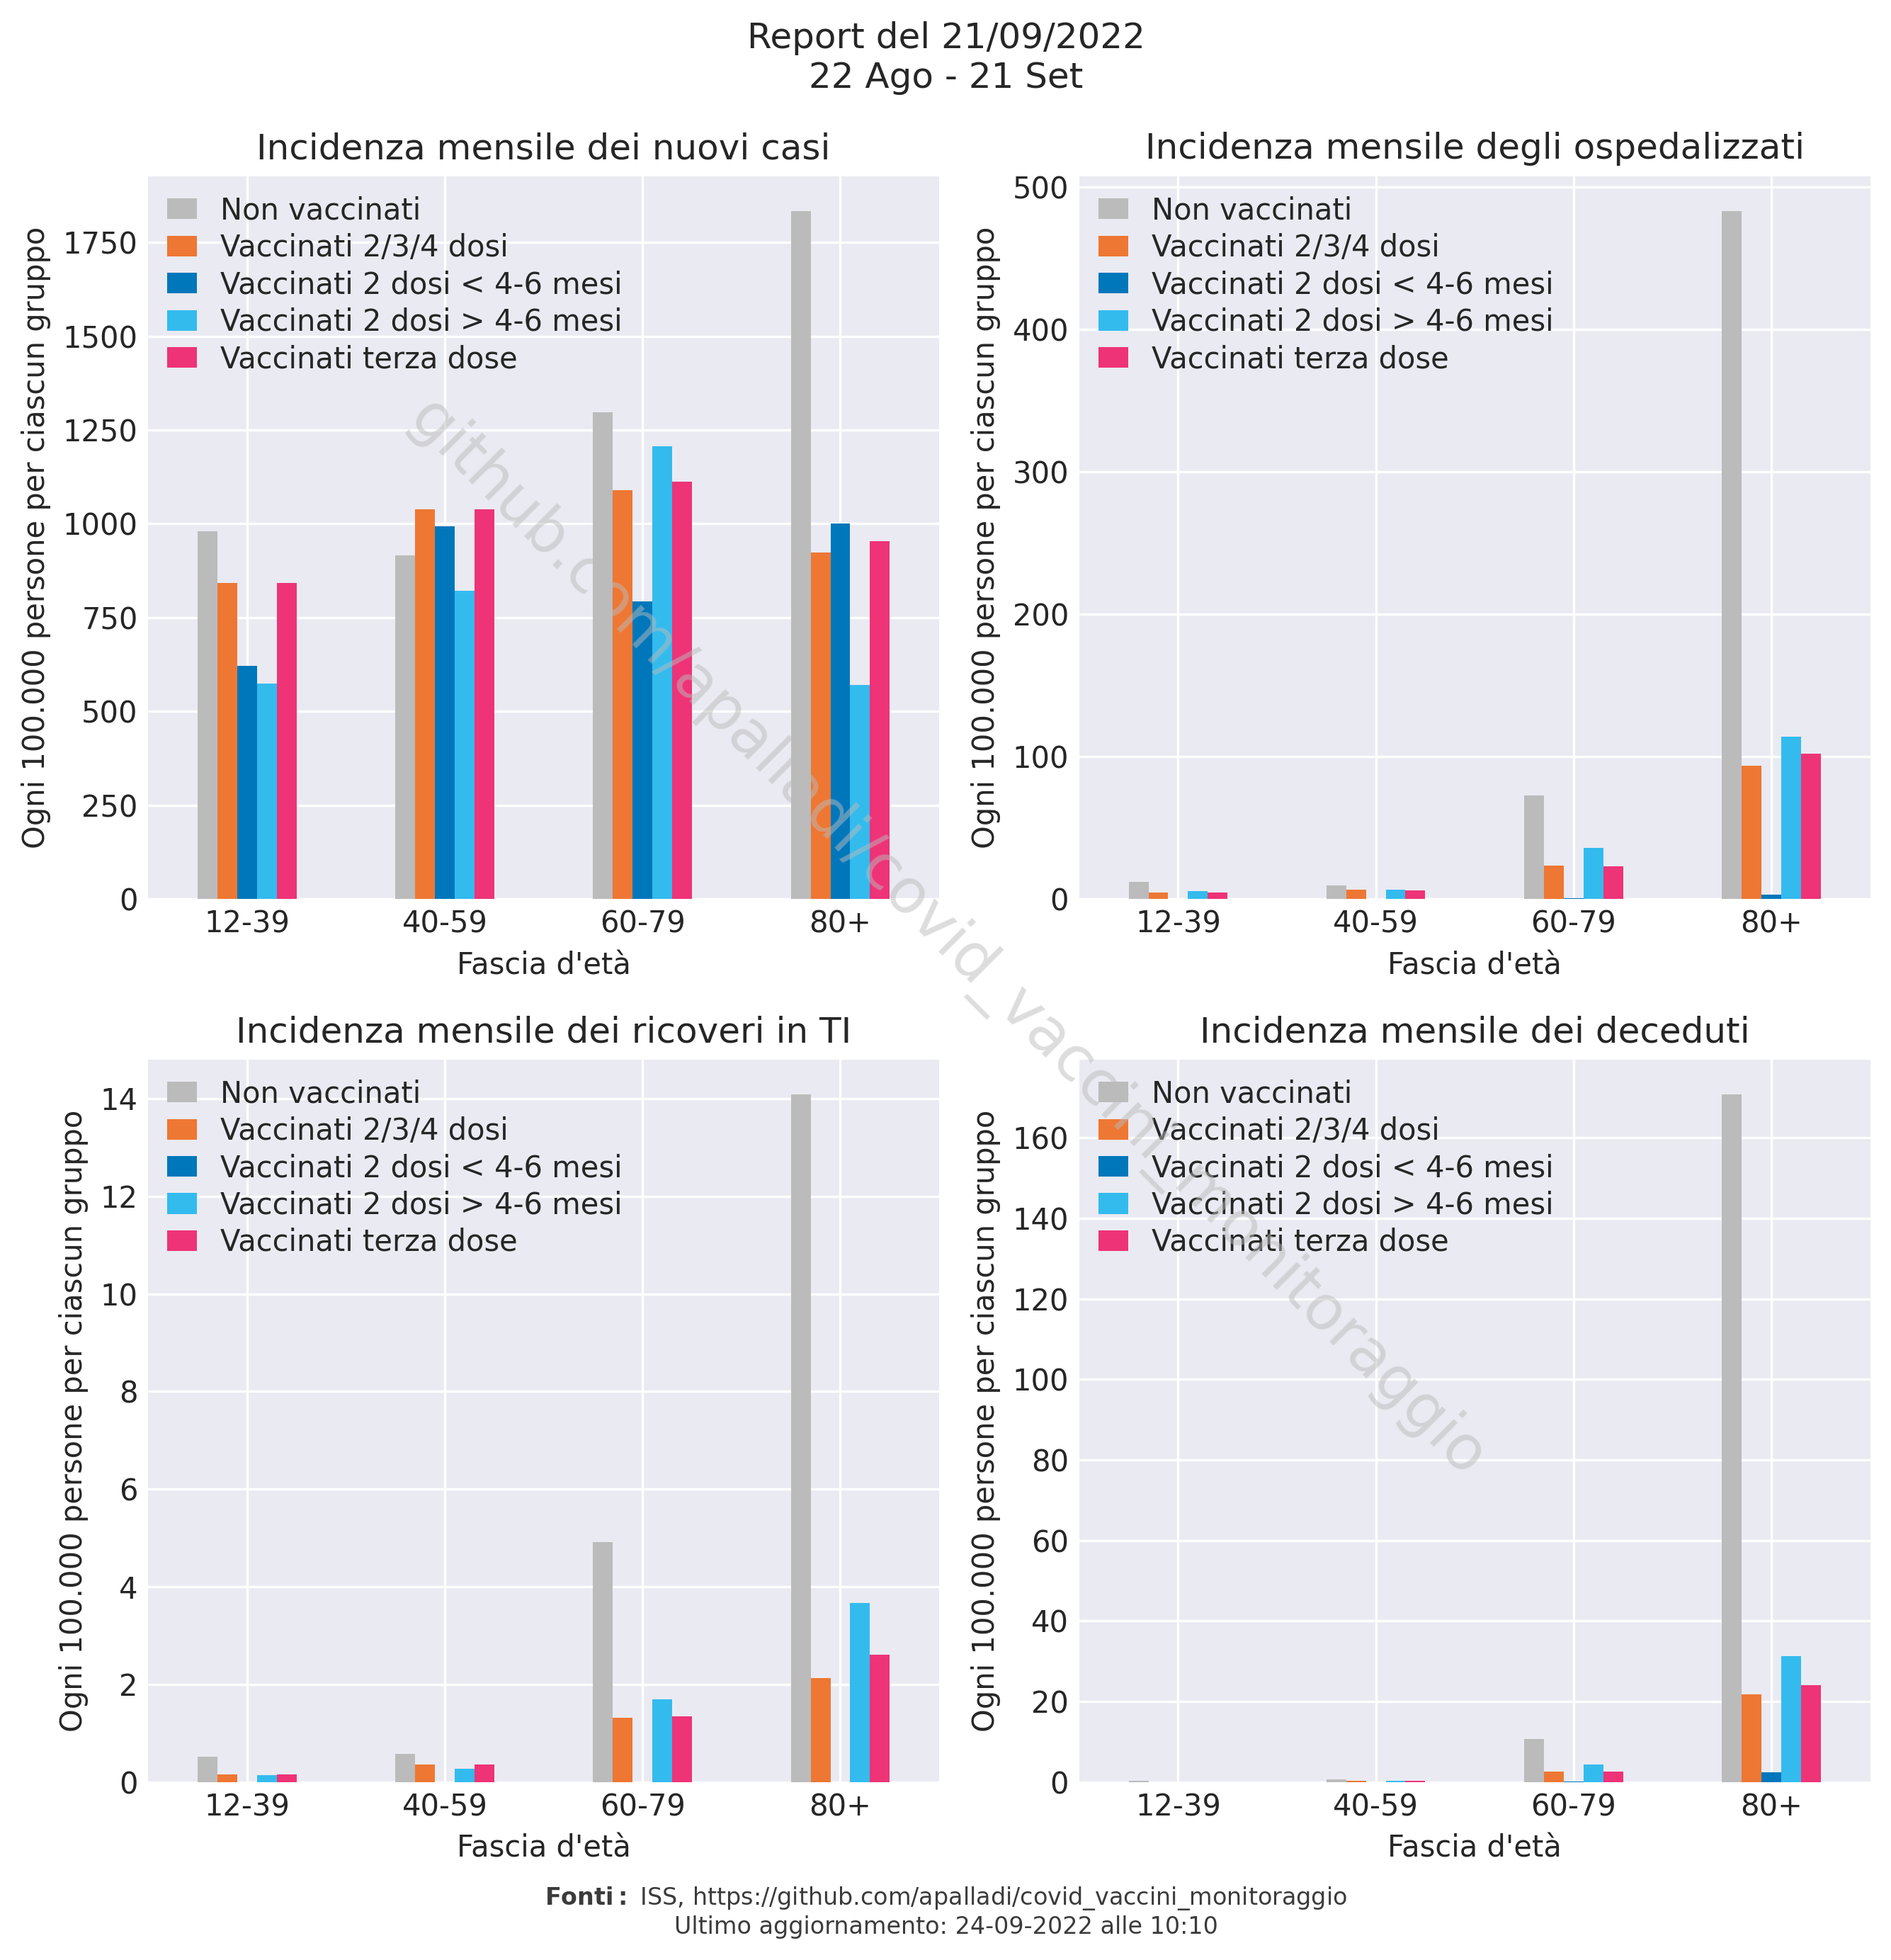 Report del 21/09/2022
22 Ago - 21 Set
Incidenza mensile dei nuovi casi
Ogni 100.000 persone per ciascun gruppo
1750
1500
1250
1000
750
500
250
0
Non vaccinati
Vaccinati 2/3/4 dosi
Vaccinati 2 dosi < 4-6 mesi
Vaccinati 2 dosi > 4-6 mesi
Vaccinati terza dose
12-39 40-59 60-79 80+
Fascia d'età
Incidenza mensile degli ospedalizzati
Ogni 100.000 persone per ciascun gruppo
500
400
300
200
100
0
Non vaccinati
Vaccinati 2/3/4 dosi
Vaccinati 2 dosi < 4-6 mesi
Vaccinati 2 dosi > 4-6 mesi
Vaccinati terza dose
12-39 40-59 60-79 80+
Fascia d'età
Incidenza mensile dei ricoveri in TI
Ogni 100.000 persone per ciascun gruppo
14
12
10
8
6
4
2
0
Non vaccinati
Vaccinati 2/3/4 dosi
Vaccinati 2 dosi < 4-6 mesi
Vaccinati 2 dosi > 4-6 mesi
Vaccinati terza dose
12-39 40-59 60-79 80+
Fascia d'età
Incidenza mensile dei deceduti
Ogni 100.000 persone per ciascun gruppo
160
140
120
100
80
60
40
20
0
Non vaccinati
Vaccinati 2/3/4 dosi
Vaccinati 2 dosi < 4-6 mesi
Vaccinati 2 dosi > 4-6 mesi
Vaccinati terza dose
12-39 40-59 60-79 80+
Fascia d'età
github.com/apalladi/covid_vaccini_monitoraggio
Fonti: ISS, https://github.com/apalladi/covid_vaccini_monitoraggio
Ultimo aggiornamento: 24-09-2022 alle 10:10